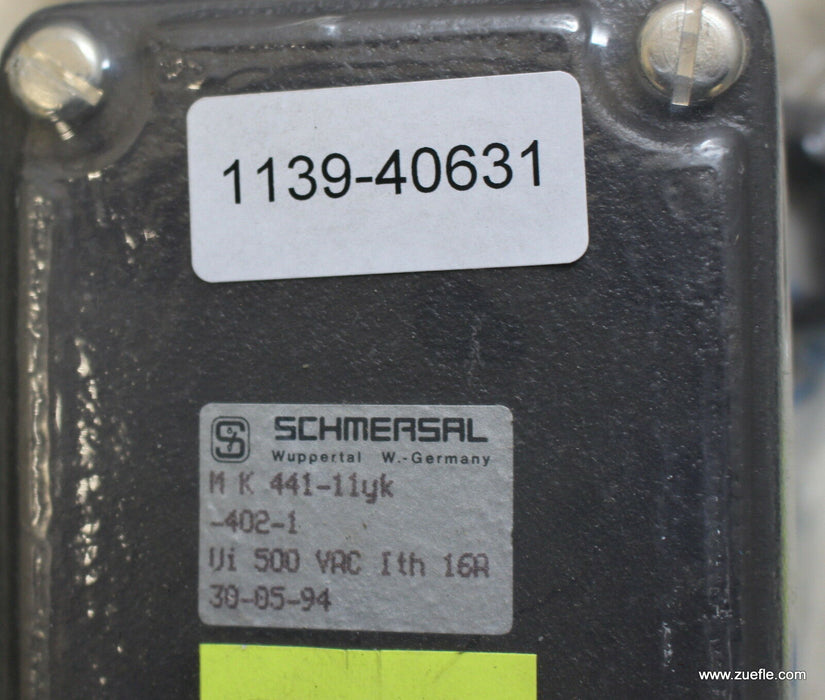 1139-40631
SCHMERSAL
Wuppertal W.-Germany
M K 441-11yk
-402-1
Ui 500 VAC Ith 16A
30-05-94
www.zuefle.com